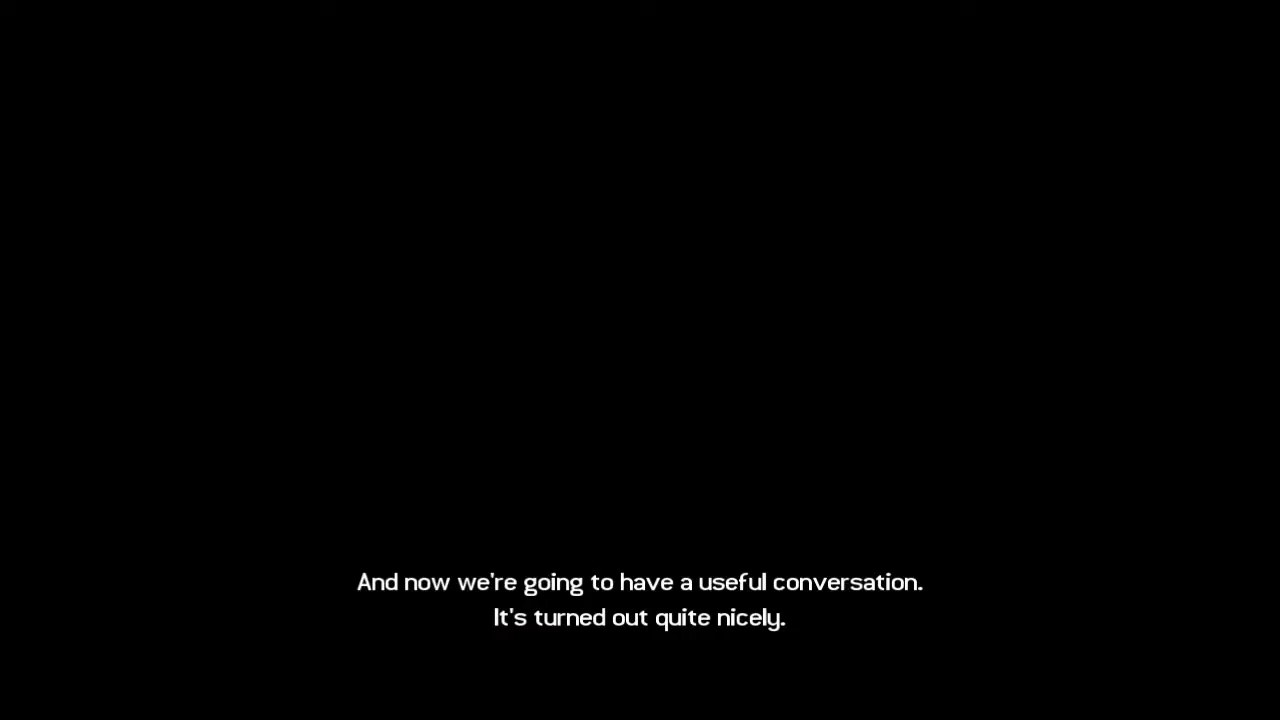 And now we're going to have a useful conversation.
It's turned out quite nicely.